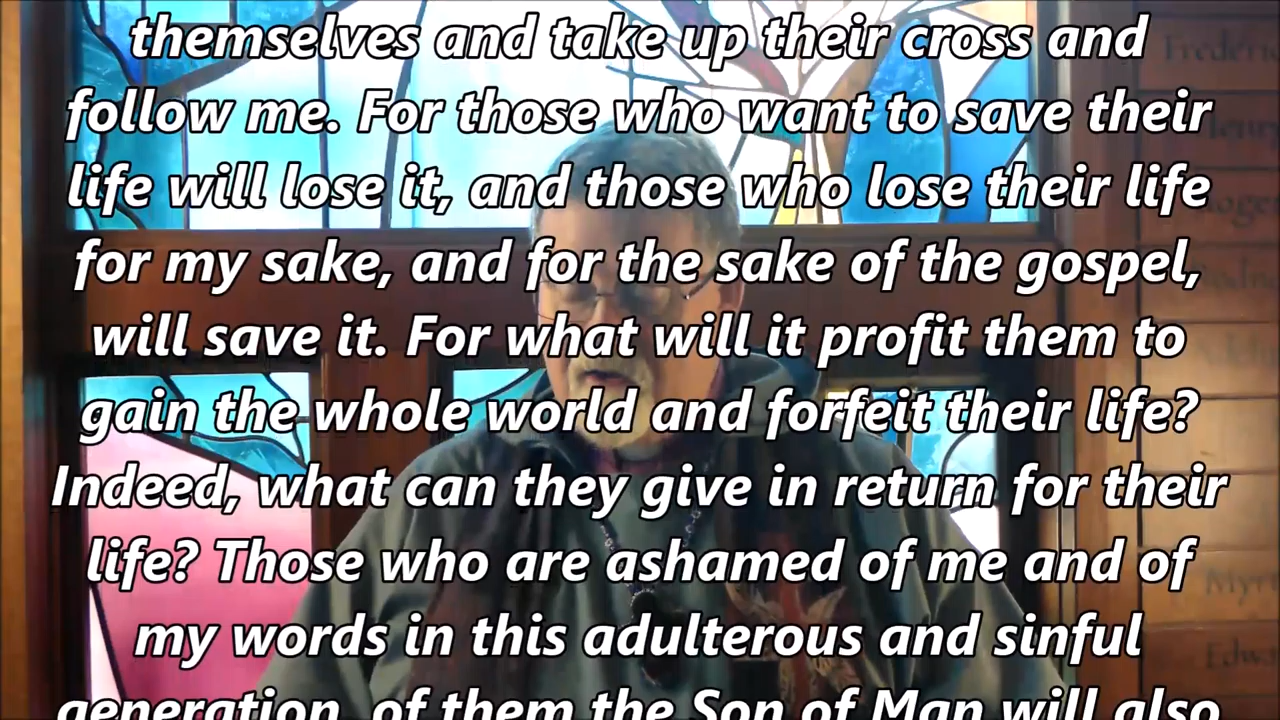 themselves and take up their cross and
follow me. For those who want to save their
life will lose it, and those who lose their life
for my sake, and for the sake of the gospel,
will save it. For what will it profit them to
gain the whole world and forfeit their life?
Indeed, what can they give in return for their
life? Those who are ashamed of me and of
my words in this adulterous and sinful
generation, of them the Son of Man will also